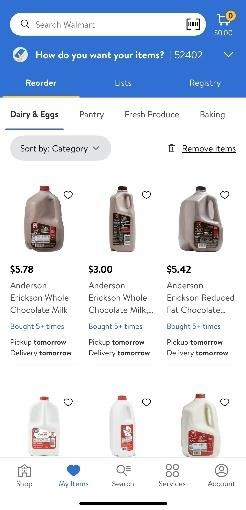 Search Walmart
0
$0.00
How do you want your items? | 52402
Reorder Lists Registry
Dairy & Eggs Pantry Fresh Produce Baking
Sort by: Category Remove items
$5.78 $3.00 $5.42
Anderson Anderson Anderson
Erickson Whole Erickson Whole Erickson Reduced
Chocolate Milk Chocolate Milk,... Fat Chocolate...
Bought 5+ times Bought 5+ times Bought 5+ times
Pickup tomorrow Pickup tomorrow Pickup tomorrow
Delivery tomorrow Delivery tomorrow Delivery tomorrow
Shop My Items Search Services Account